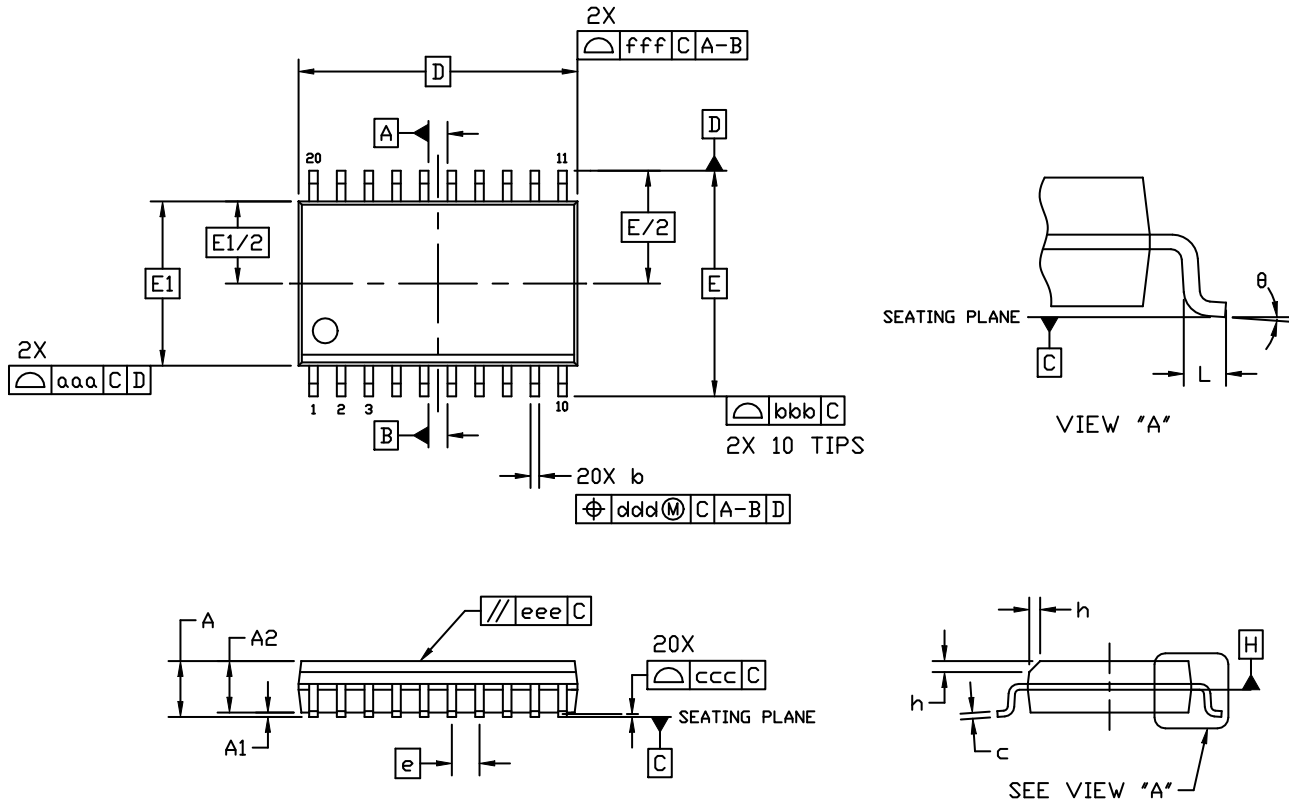 2X
fff C A-B
D
A
D
20
11
E1/2
E/2
E1
E
2X
aaa C D
1 2 3
10
B
bbb C
2X 10 TIPS
20X b
ddd Ⓜ C A-B D
θ
SEATING PLANE
C
L
VIEW "A"
// eee C
A
A2
20X
ccc C
SEATING PLANE
A1
e
C
h
H
h
c
SEE VIEW "A"